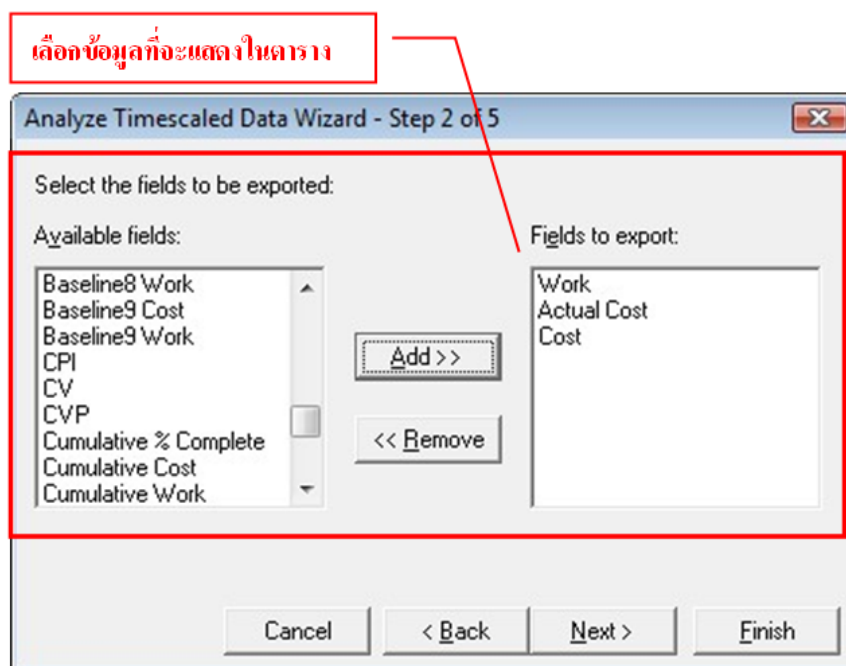 เลือกข้อมูลที่จะแสดงในตาราง
Analyze Timescaled Data Wizard - Step 2 of 5
Select the fields to be exported:
Available fields:
Baseline8 Work
Baseline9 Cost
Baseline9 Work
CPI
CV
CVP
Cumulative % Complete
Cumulative Cost
Cumulative Work
Add >>
<< Remove
Fields to export:
Work
Actual Cost
Cost
Cancel
< Back
Next >
Finish